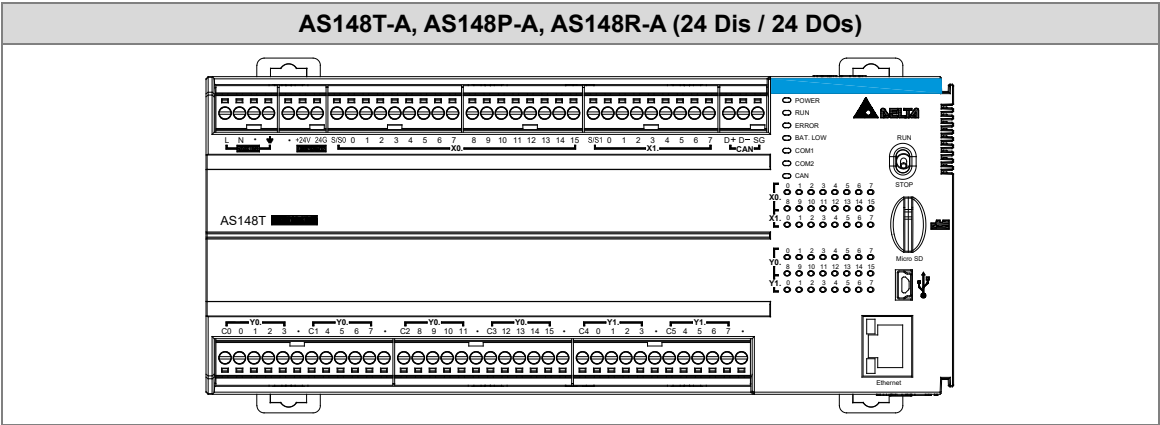 AS148T-A, AS148P-A, AS148R-A (24 Dis / 24 DOs)
POWER
RUN
ERROR
BAT. LOW
COM1
COM2
CAN
DELTA
RUN
STOP
L N • • +24V 24G S/S0 0 1 2 3 4 5 6 7 8 9 10 11 12 13 14 15 S/S1 0 1 2 3 4 5 6 7 D+ D- SG
X0. X1. CAN
0 1 2 3 4 5 6 7
X0.
8 9 10 11 12 13 14 15
X1. 0 1 2 3 4 5 6 7
AS148T
Micro SD
0 1 2 3 4 5 6 7
Y0.
8 9 10 11 12 13 14 15
Y1. 0 1 2 3 4 5 6 7
Y0. Y0. Y0. Y0. Y1. Y1.
C0 0 1 2 3 • C1 4 5 6 7 • C2 8 9 10 11 • C3 12 13 14 15 • C4 0 1 2 3 • C5 4 5 6 7 •
Ethernet